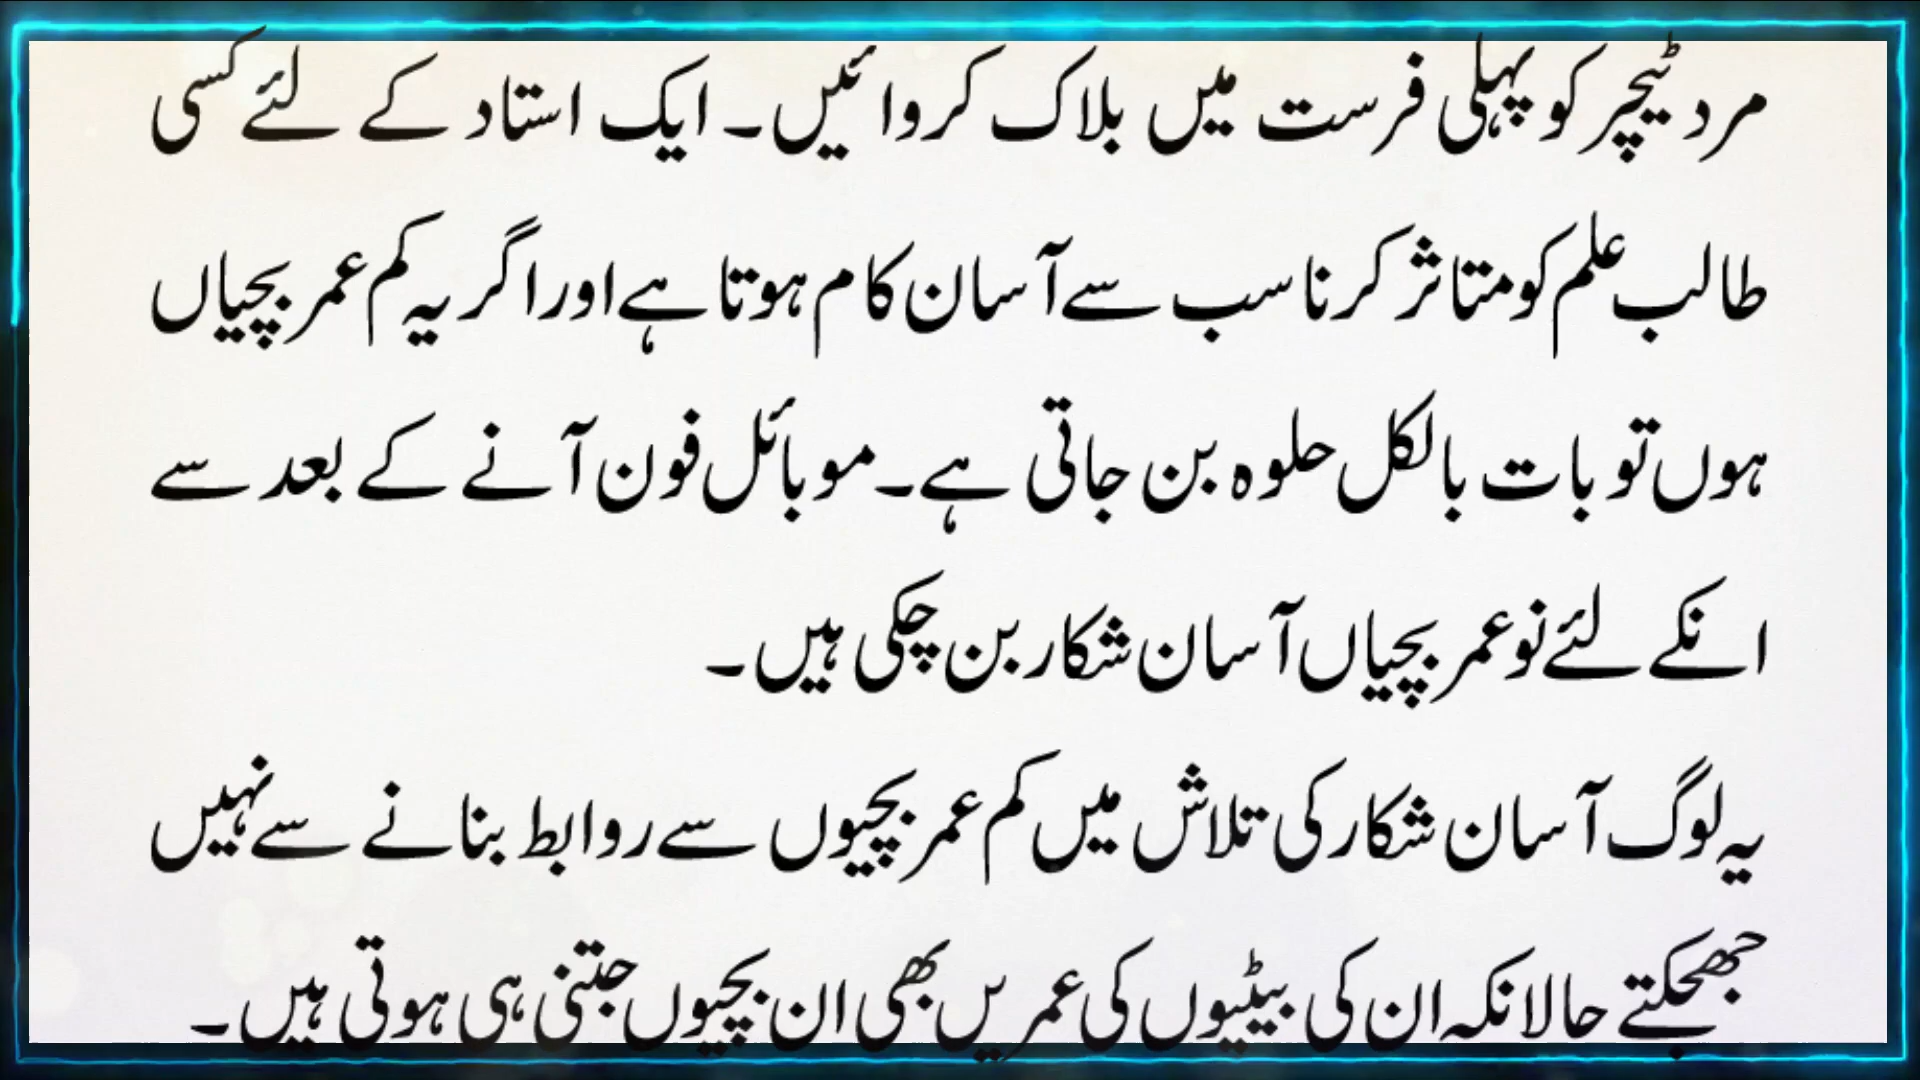 مرد ٹیچر کو پہلی فرست میں بلاک کروائیں۔ ایک استاد کے لئے کسی
طالب علم کو متاثر کرنا سب سے آسان کام ہوتا ہے اور اگر یہ کم عمر بچیاں
ہوں تو بات بالکل حلوہ بن جاتی ہے۔ موبائل فون آنے کے بعد سے
انکے لئے نو عمر بچیاں آسان شکار بن چکی ہیں۔
یہ لوگ آسان شکار کی تلاش میں کم عمر بچیوں سے روابط بنانے سے نہیں
جھجکتے حالانکہ ان کی بیٹیوں کی عمریں بھی ان بچیوں جتنی ہی ہوتی ہیں۔